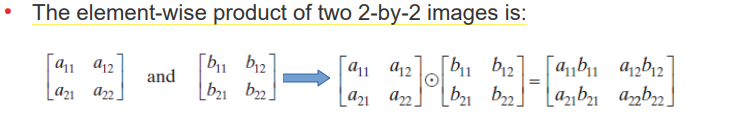 • The element-wise product of two 2-by-2 images is:
[a₁₁ a₁₂; a₂₁ a₂₂] and [b₁₁ b₁₂; b₂₁ b₂₂] ➡ [a₁₁ a₁₂; a₂₁ a₂₂] ⊙ [b₁₁ b₁₂; b₂₁ b₂₂] = [a₁₁b₁₁ a₁₂b₁₂; a₂₁b₂₁ a₂₂b₂₂]